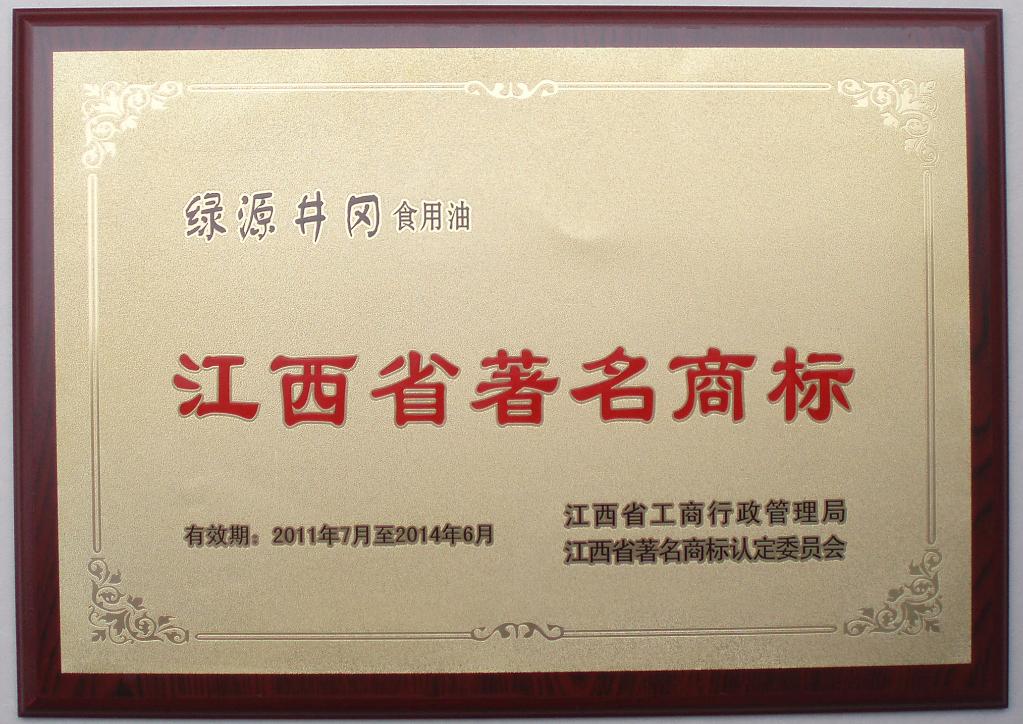 绿源井冈食用油
江西省著名商标
有效期：2011年7月至2014年6月
江西省工商行政管理局
江西省著名商标认定委员会